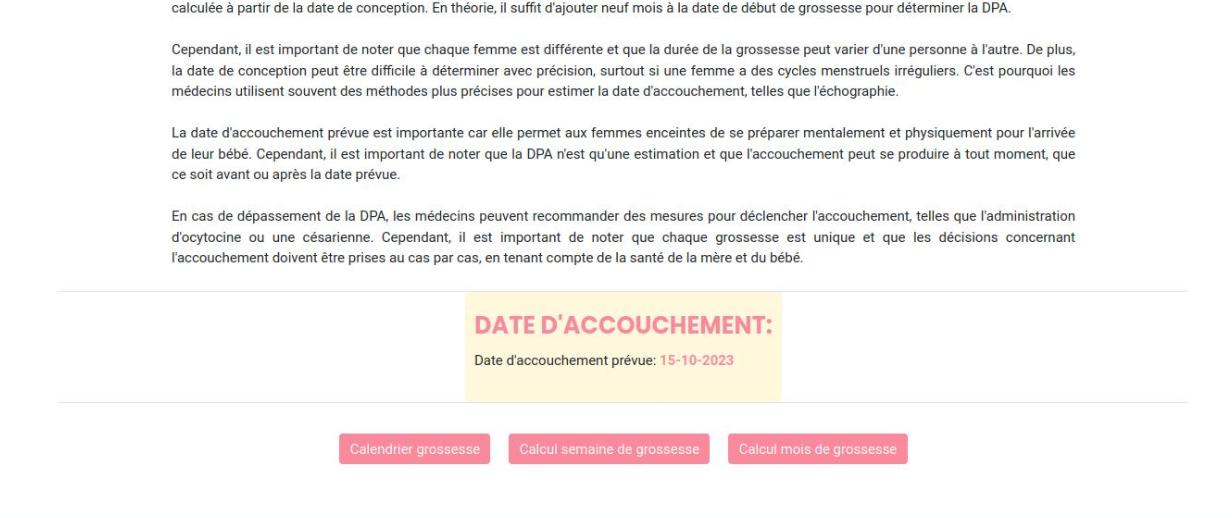 calculée à partir de la date de conception. En théorie, il suffit d'ajouter neuf mois à la date de début de grossesse pour déterminer la DPA.
Cependant, il est important de noter que chaque femme est différente et que la durée de la grossesse peut varier d'une personne à l'autre. De plus,
la date de conception peut être difficile à déterminer avec précision, surtout si une femme a des cycles menstruels irréguliers. C'est pourquoi les
médecins utilisent souvent des méthodes plus précises pour estimer la date d'accouchement, telles que l'échographie.
La date d'accouchement prévue est importante car elle permet aux femmes enceintes de se préparer mentalement et physiquement pour l'arrivée
de leur bébé. Cependant, il est important de noter que la DPA n'est qu'une estimation et que l'accouchement peut se produire à tout moment, que
ce soit avant ou après la date prévue.
En cas de dépassement de la DPA, les médecins peuvent recommander des mesures pour déclencher l'accouchement, telles que l'administration
d'ocytocine ou une césarienne. Cependant, il est important de noter que chaque grossesse est unique et que les décisions concernant
l'accouchement doivent être prises au cas par cas, en tenant compte de la santé de la mère et du bébé.
DATE D'ACCOUCHEMENT:
Date d'accouchement prévue: 15-10-2023
Calendrier grossesse
Calcul semaine de grossesse
Calcul mois de grossesse